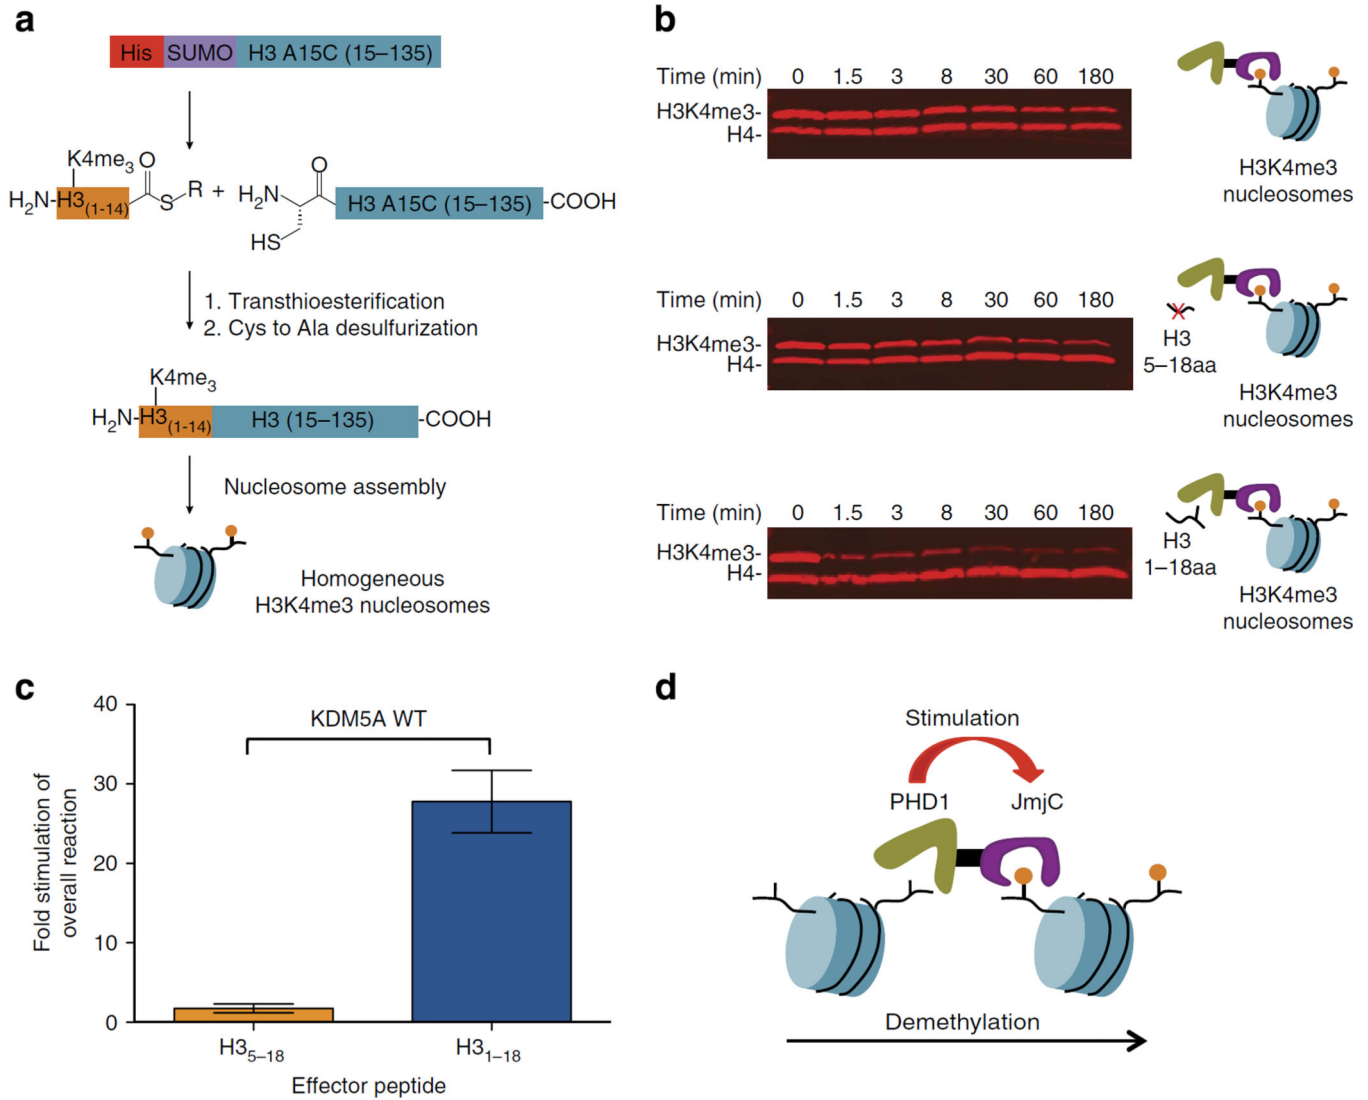 a
His SUMO H3 A15C (15–135)
K4me3 O
H2N-H3(1-14) S R + H2N O H3 A15C (15–135) -COOH
HS
1. Transthioesterification
2. Cys to Ala desulfurization
K4me3
H2N-H3(1-14) H3 (15–135) -COOH
Nucleosome assembly
Homogeneous
H3K4me3 nucleosomes
b
Time (min) 0 1.5 3 8 30 60 180
H3K4me3-
H4-
H3K4me3
nucleosomes
Time (min) 0 1.5 3 8 30 60 180
H3K4me3-
H4-
H3
5–18aa
H3K4me3
nucleosomes
Time (min) 0 1.5 3 8 30 60 180
H3K4me3-
H4-
H3
1–18aa
H3K4me3
nucleosomes
c
Fold stimulation of
overall reaction
40
30
20
10
0
KDM5A WT
H35–18 H31–18
Effector peptide
d
Stimulation
PHD1 JmjC
Demethylation